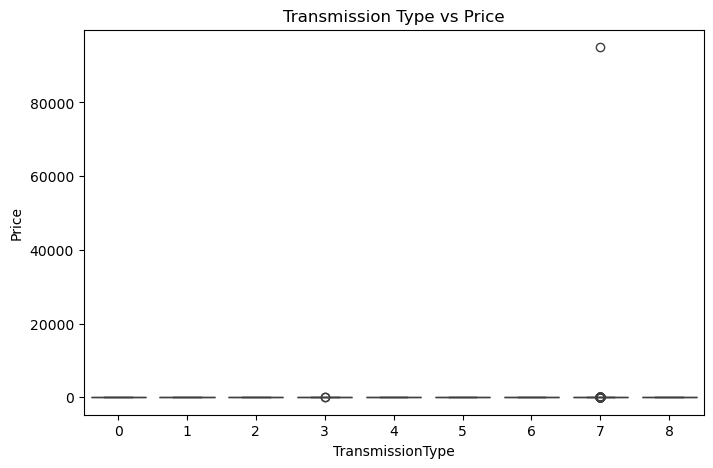 Transmission Type vs Price
Price
80000
60000
40000
20000
0
0 1 2 3 4 5 6 7 8
TransmissionType